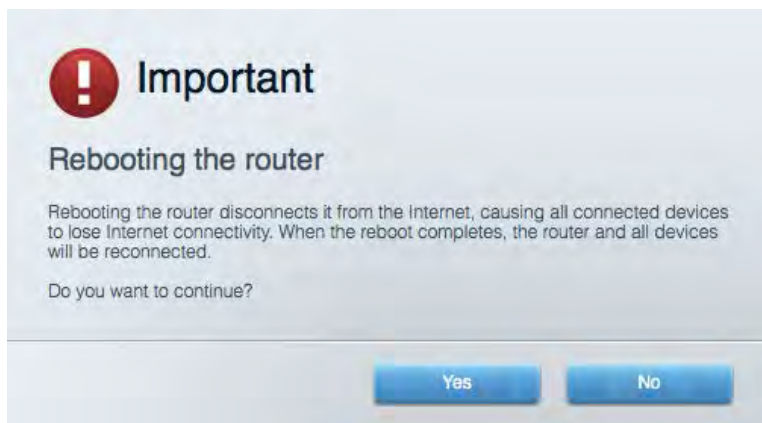 Important
Rebooting the router
Rebooting the router disconnects it from the Internet, causing all connected devices
to lose Internet connectivity. When the reboot completes, the router and all devices
will be reconnected.
Do you want to continue?
Yes
No